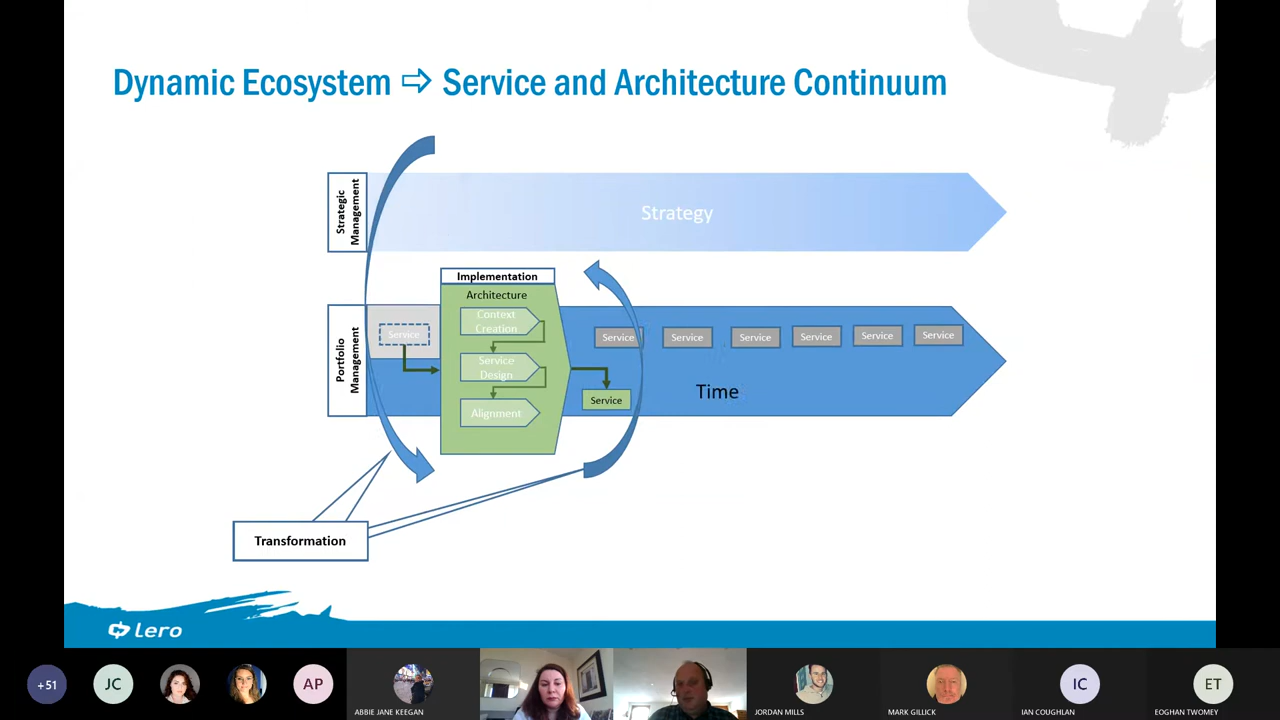 Dynamic Ecosystem ⇨ Service and Architecture Continuum
Strategic
Management
Strategy
Implementation
Architecture
Context
Creation
Service
Design
Alignment
Portfolio
Management
Service
Service
Service
Service
Service
Service
Service
Service
Time
Transformation
lero
+51
JC
AP
ABBIE JANE KEEGAN
JORDAN MILLS
MARK GILLICK
IC
IAN COUGHLAN
ET
EOGHAN TWOMEY